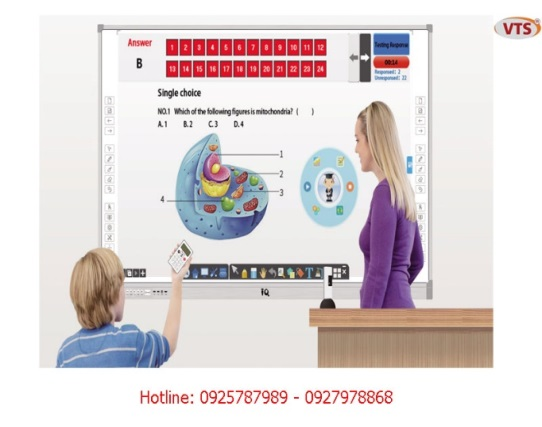 VTS
Answer
B
1 2 3 4 5 6 7 8 9 10 11 12
13 14 15 16 17 18 19 20 21 22 23 24
Testing Response
Responsed: 2
Unresponsed: 22
Single choice
NO.1 Which of the following figures is mitochondria? ( )
A. 1 B. 2 C. 3 D. 4
1
2
3
4
iQ
Hotline: 0925787989 - 0927978868